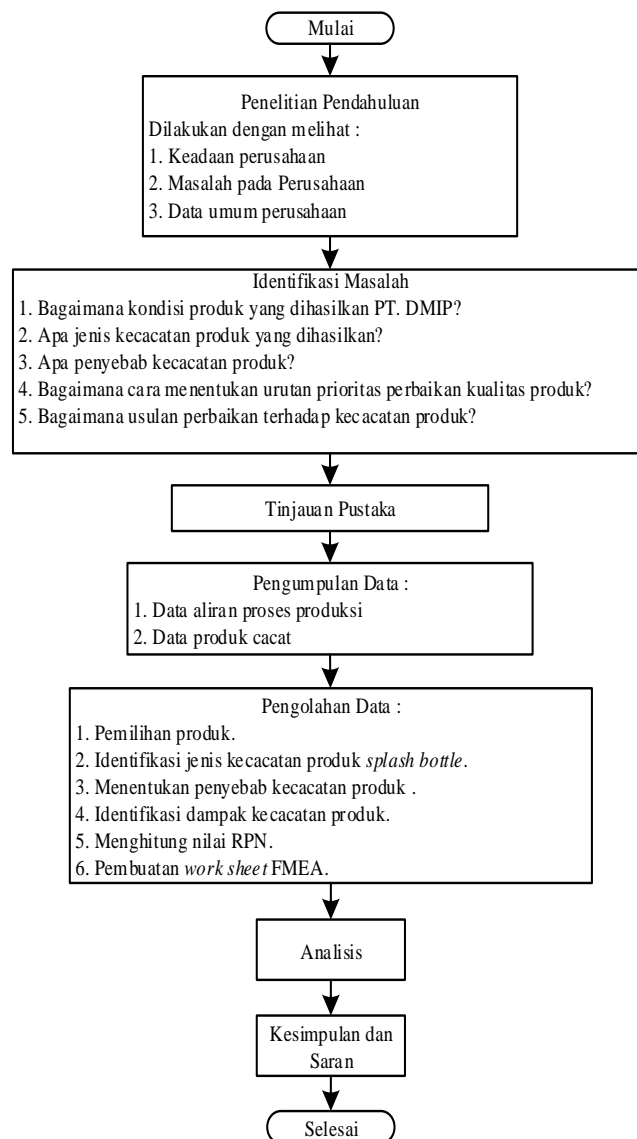 Mulai
Penelitian Pendahuluan
Dilakukan dengan melihat :
1. Keadaan perusahaan
2. Masalah pada Perusahaan
3. Data umum perusahaan
Identifikasi Masalah
1. Bagaimana kondisi produk yang dihasilkan PT. DMIP?
2. Apa jenis kecacatan produk yang dihasilkan?
3. Apa penyebab kecacatan produk?
4. Bagaimana cara menentukan urutan prioritas perbaikan kualitas produk?
5. Bagaimana usulan perbaikan terhadap kecacatan produk?
Tinjauan Pustaka
Pengumpulan Data :
1. Data aliran proses produksi
2. Data produk cacat
Pengolahan Data :
1. Pemilihan produk.
2. Identifikasi jenis kecacatan produk splash bottle.
3. Menentukan penyebab kecacatan produk .
4. Identifikasi dampak kecacatan produk.
5. Menghitung nilai RPN.
6. Pembuatan work sheet FMEA.
Analisis
Kesimpulan dan
Saran
Selesai